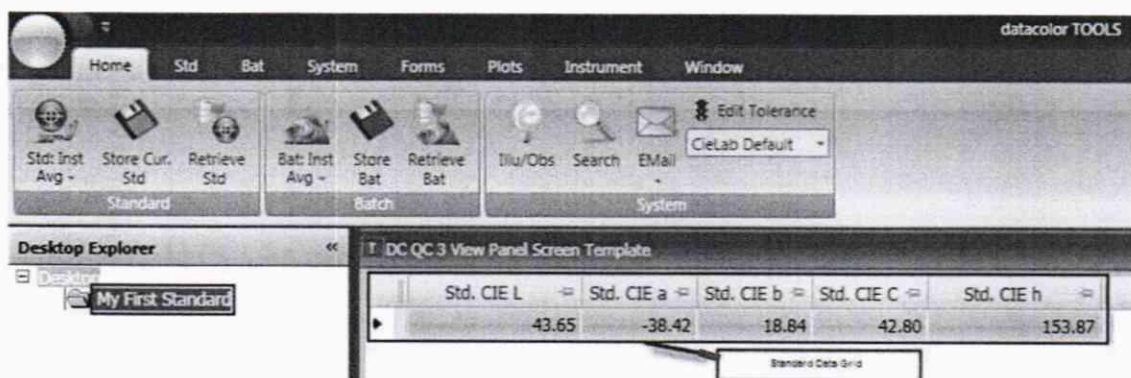 datacolor TOOLS
Home Std Bat System Forms Plots Instrument Window
Std: Inst Avg Store Cur. Std Retrieve Std Bat: Inst Avg Store Bat Retrieve Bat Illu/Obs Search EMail Edit Tolerance
CieLab Default
Standard Batch System
Desktop Explorer
DC QC 3 View Panel Screen Template
Desktop
My First Standard
Std. CIE L Std. CIE a Std. CIE b Std. CIE C Std. CIE h
43.65 -38.42 18.84 42.80 153.87
Standard Data Grid